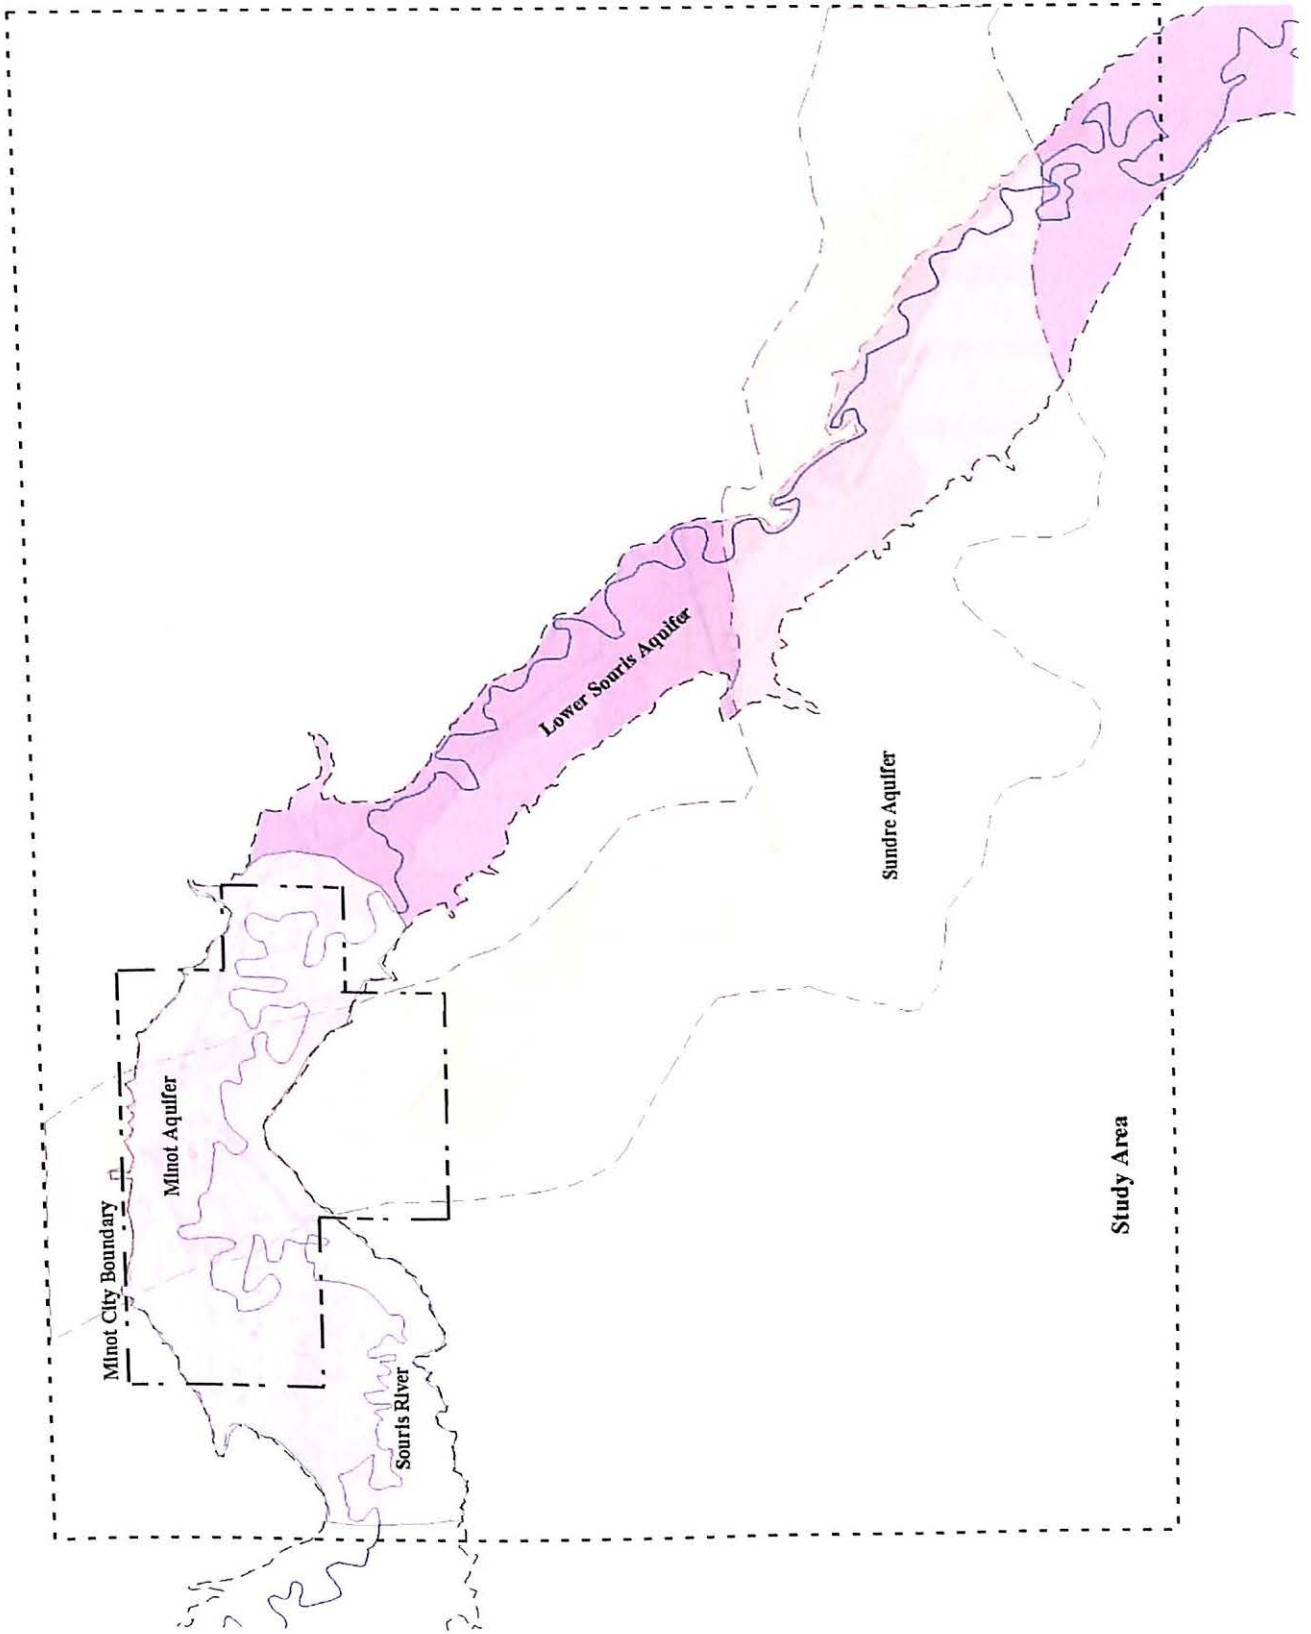 Minot City Boundary
Minot Aquifer
Souris River
Lower Souris Aquifer
Sundre Aquifer
Study Area